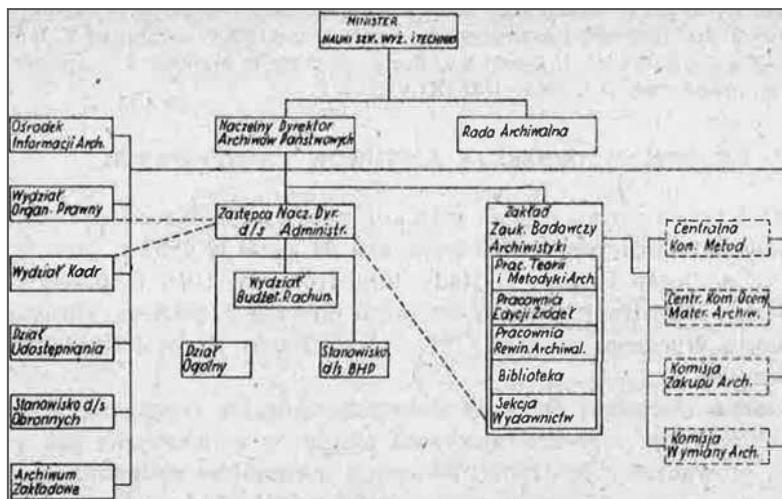 MINISTER
NAUKI SZK. WYŻ. i TECHNIKI
Naczelny Dyrektor
Archiwów Państwowych
Rada Archiwalna
Ośrodek
Informacji Arch.
Wydział
Organ. Prawny
Wydział Kadr
Dział
Udostępniania
Stanowisko d/s
Obronnych
Archiwum
Zakładowe
Zastępca Nacz. Dyr.
d/s Administr.
Wydział
Budżet. Rachun.
Dział
Ogólny
Stanowisko
d/s BHP
Zakład
Nauk. Badawczy
Archiwistyki
Prac. Teorii
i Metodyki Arch.
Pracownia
Edycji Źródeł
Pracownia
Rewin. Archiwal.
Biblioteka
Sekcja
Wydawnictw
Centralna
Kom. Metod.
Centr. Kom. Ocen
Mater. Archiw.
Komisja
Zakupu Arch.
Komisja
Wymiany Arch.